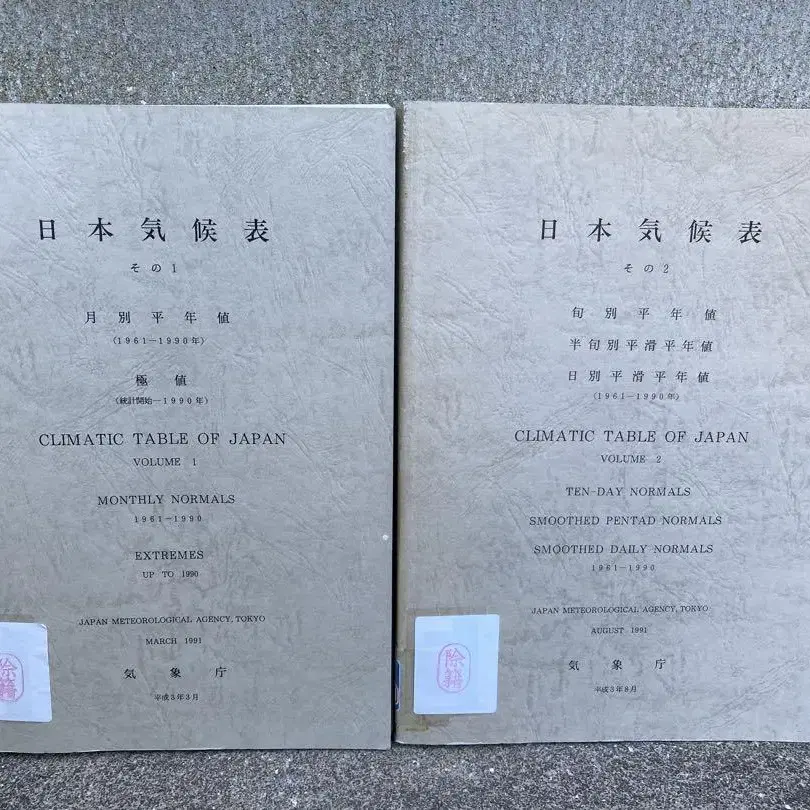 日本気候表
その1
月別平年値
(1961-1990年)
極値
(統計開始-1990年)
CLIMATIC TABLE OF JAPAN
VOLUME 1
MONTHLY NORMALS
1961-1990
EXTREMES
UP TO 1990
JAPAN METEOROLOGICAL AGENCY, TOKYO
MARCH 1991
気象庁
平成3年3月
除籍
日本気候表
その2
旬別平年値
半旬別平滑平年値
日別平滑平年値
(1961-1990年)
CLIMATIC TABLE OF JAPAN
VOLUME 2
TEN-DAY NORMALS
SMOOTHED PENTAD NORMALS
SMOOTHED DAILY NORMALS
1961-1990
JAPAN METEOROLOGICAL AGENCY, TOKYO
AUGUST 1991
気象庁
平成3年8月
除籍